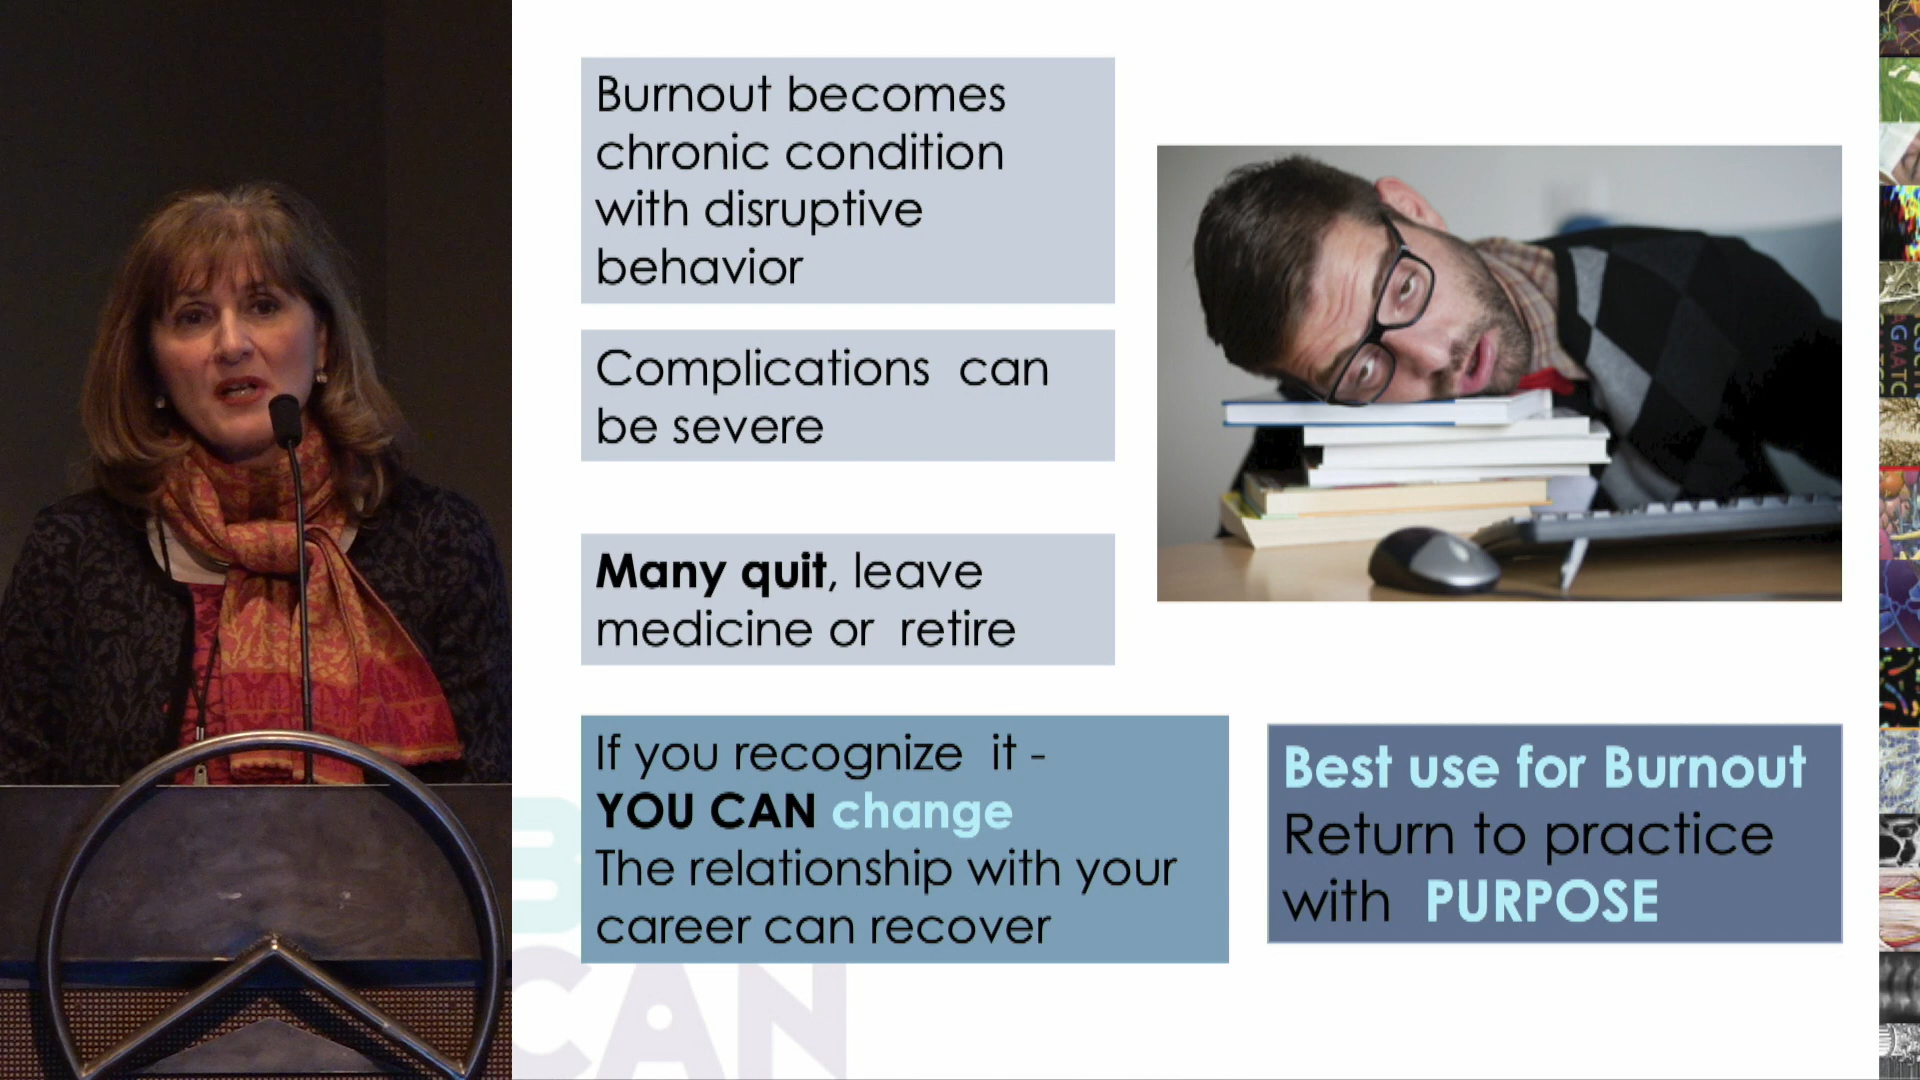 Burnout becomes
chronic condition
with disruptive
behavior
Complications can
be severe
Many quit, leave
medicine or retire
If you recognize it -
YOU CAN change
The relationship with your
career can recover
Best use for Burnout
Return to practice
with PURPOSE
CAN
GAATC